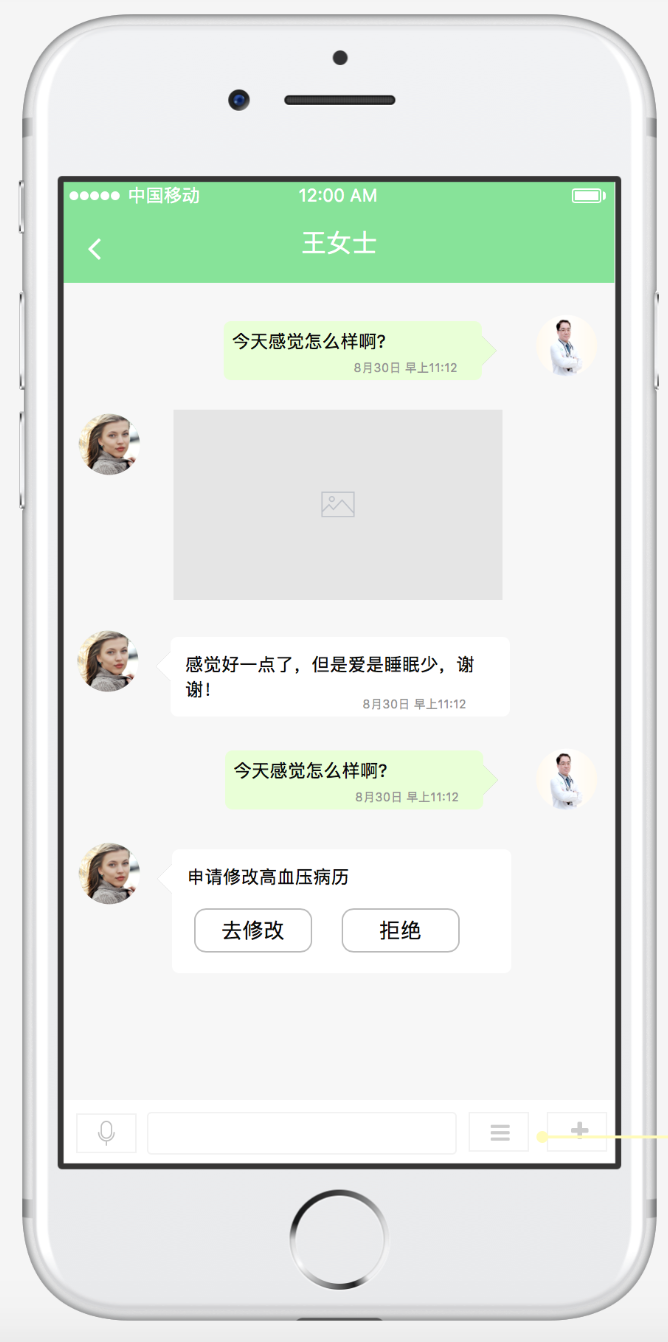 中国移动 12:00 AM
王女士
今天感觉怎么样啊?
8月30日 早上11:12
感觉好一点了，但是爱是睡眠少，谢
谢!
8月30日 早上11:12
今天感觉怎么样啊?
8月30日 早上11:12
申请修改高血压病历
去修改 拒绝